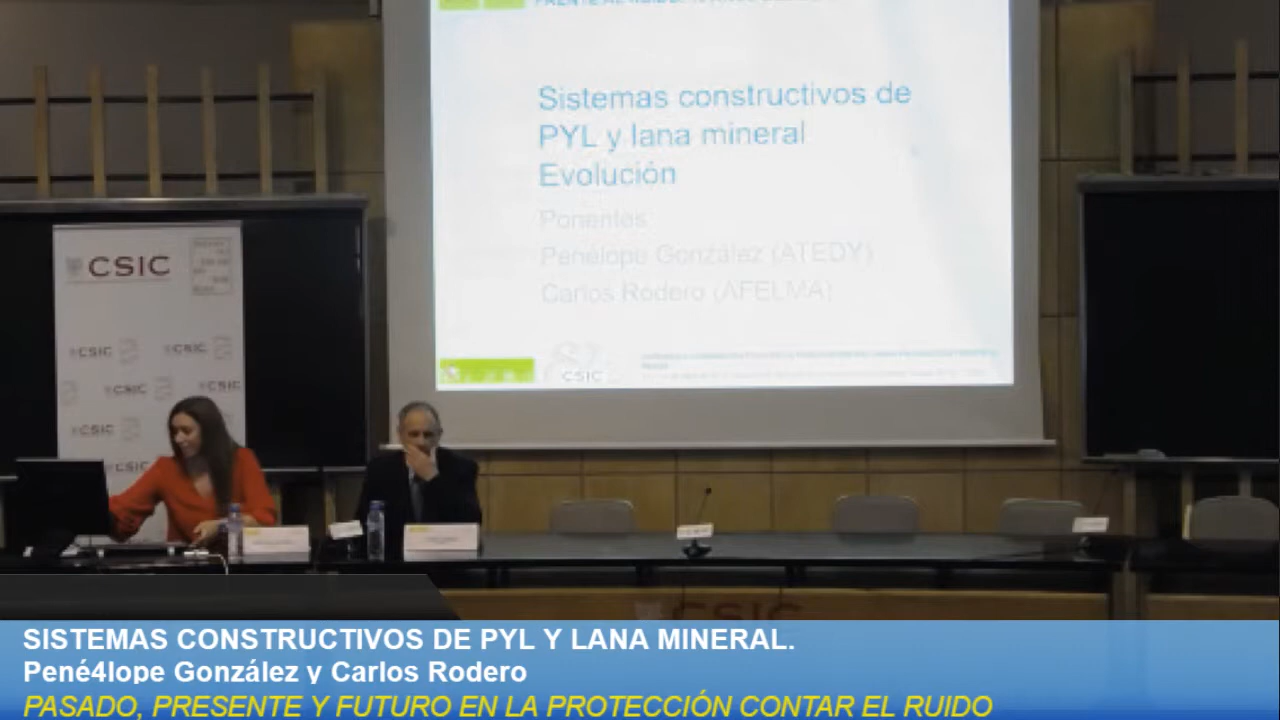 Sistemas constructivos de
PYL y lana mineral
Evolución
Ponentes
Penélope González (ATEDY)
Carlos Rodero (AFELMA)
CSIC
CSIC
CSIC
CSIC
CSIC
CSIC
CSIC
CSIC
CSIC
SISTEMAS CONSTRUCTIVOS DE PYL Y LANA MINERAL.
Pené4lope González y Carlos Rodero
PASADO, PRESENTE Y FUTURO EN LA PROTECCIÓN CONTAR EL RUIDO